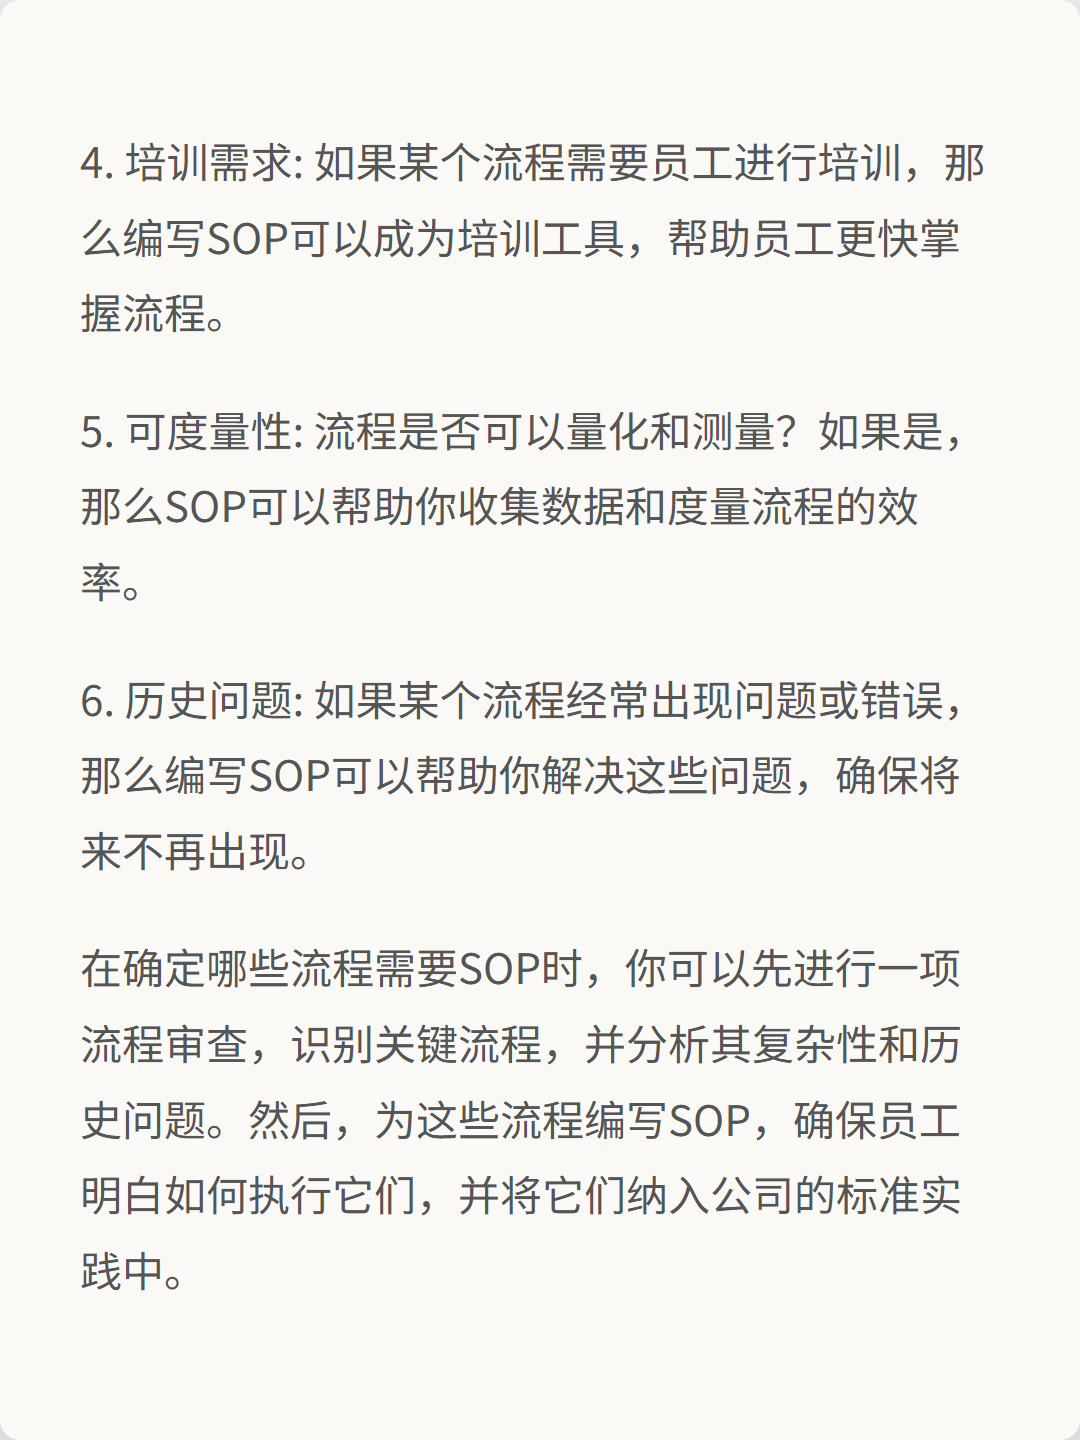 4. 培训需求: 如果某个流程需要员工进行培训，那
么编写SOP可以成为培训工具，帮助员工更快掌
握流程。
5. 可度量性: 流程是否可以量化和测量？如果是，
那么SOP可以帮助你收集数据和度量流程的效
率。
6. 历史问题: 如果某个流程经常出现问题或错误，
那么编写SOP可以帮助你解决这些问题，确保将
来不再出现。
在确定哪些流程需要SOP时，你可以先进行一项
流程审查，识别关键流程，并分析其复杂性和历
史问题。然后，为这些流程编写SOP，确保员工
明白如何执行它们，并将它们纳入公司的标准实
践中。